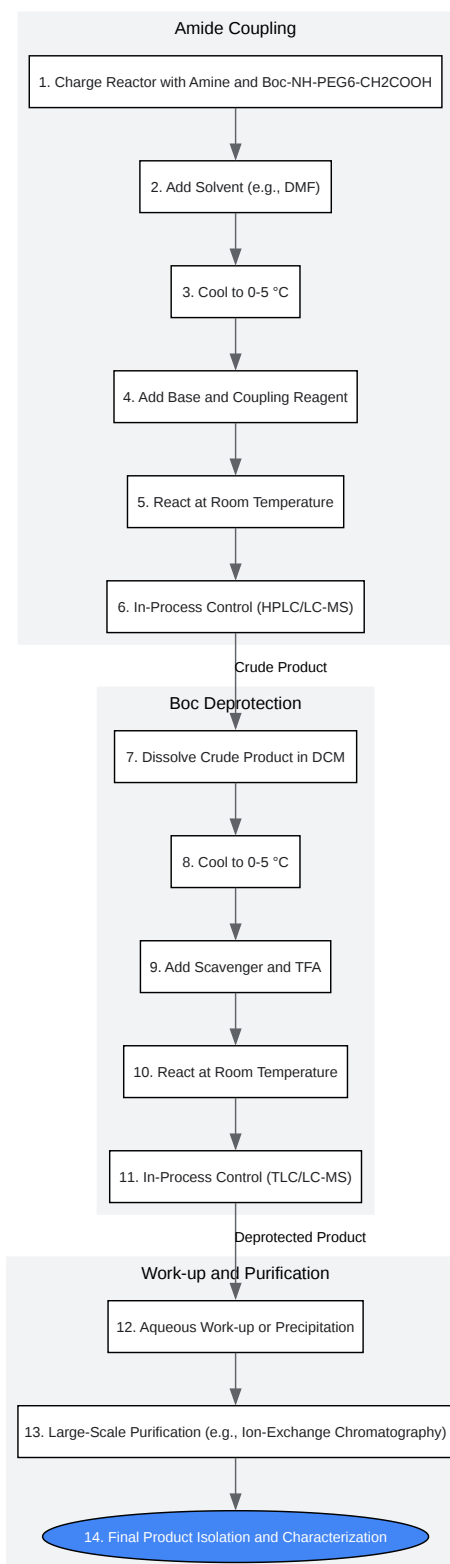 Amide Coupling
1. Charge Reactor with Amine and Boc-NH-PEG6-CH2COOH
2. Add Solvent (e.g., DMF)
3. Cool to 0-5 °C
4. Add Base and Coupling Reagent
5. React at Room Temperature
6. In-Process Control (HPLC/LC-MS)
Crude Product
Boc Deprotection
7. Dissolve Crude Product in DCM
8. Cool to 0-5 °C
9. Add Scavenger and TFA
10. React at Room Temperature
11. In-Process Control (TLC/LC-MS)
Deprotected Product
Work-up and Purification
12. Aqueous Work-up or Precipitation
13. Large-Scale Purification (e.g., Ion-Exchange Chromatography)
14. Final Product Isolation and Characterization